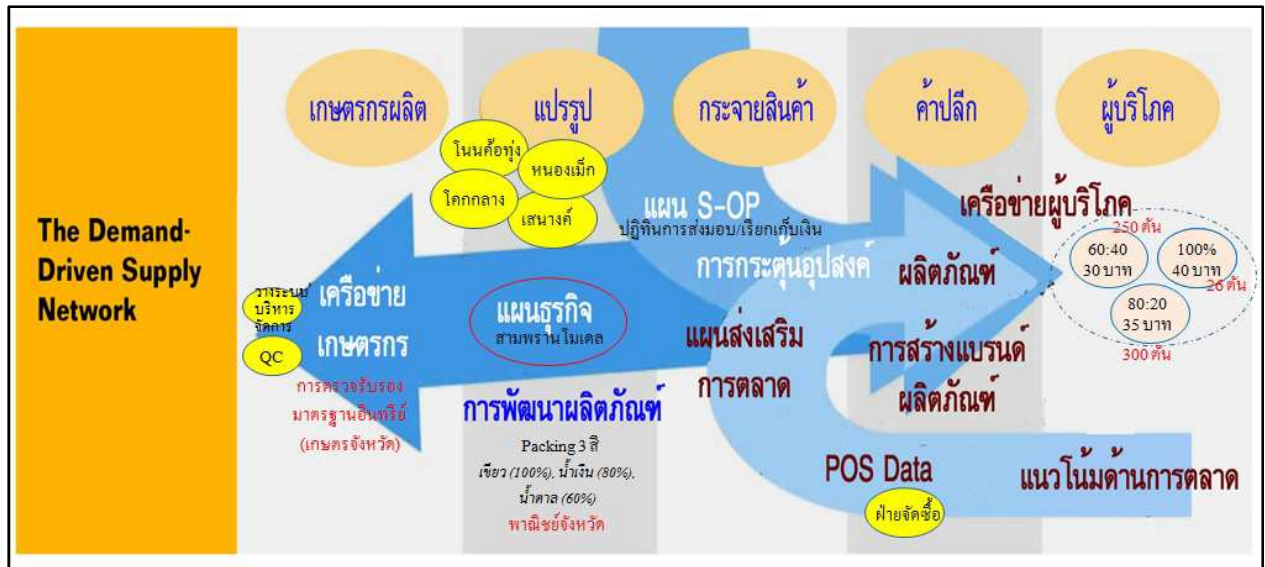 The Demand-
Driven Supply
Network
เกษตรกรผลิต
แปรรูป
กระจายสินค้า
ค้าปลีก
ผู้บริโภค
โนนค้อทุ่ง
หนองเม็ก
โคกกลาง
เสนางค์
แผน S-OP
ปฏิทินการส่งมอบ/เรียกเก็บเงิน
การกระตุ้นอุปสงค์
เครือข่ายผู้บริโภค
250 ตัน
60:40
30 บาท
100%
40 บาท
26 ตัน
80:20
35 บาท
300 ตัน
ผลิตภัณฑ์
วางระบบ
บริหาร
จัดการ
QC
เครือข่าย
เกษตรกร
การตรวจรับรอง
มาตรฐานอินทรีย์
(เกษตรจังหวัด)
แผนธุรกิจ
สามพรานโมเดล
การพัฒนาผลิตภัณฑ์
Packing 3 สี
เขียว (100%), น้ำเงิน (80%),
น้ำตาล (60%)
พาณิชย์จังหวัด
แผนส่งเสริม
การตลาด
การสร้างแบรนด์
ผลิตภัณฑ์
POS Data
ฝ่ายจัดซื้อ
แนวโน้มด้านการตลาด